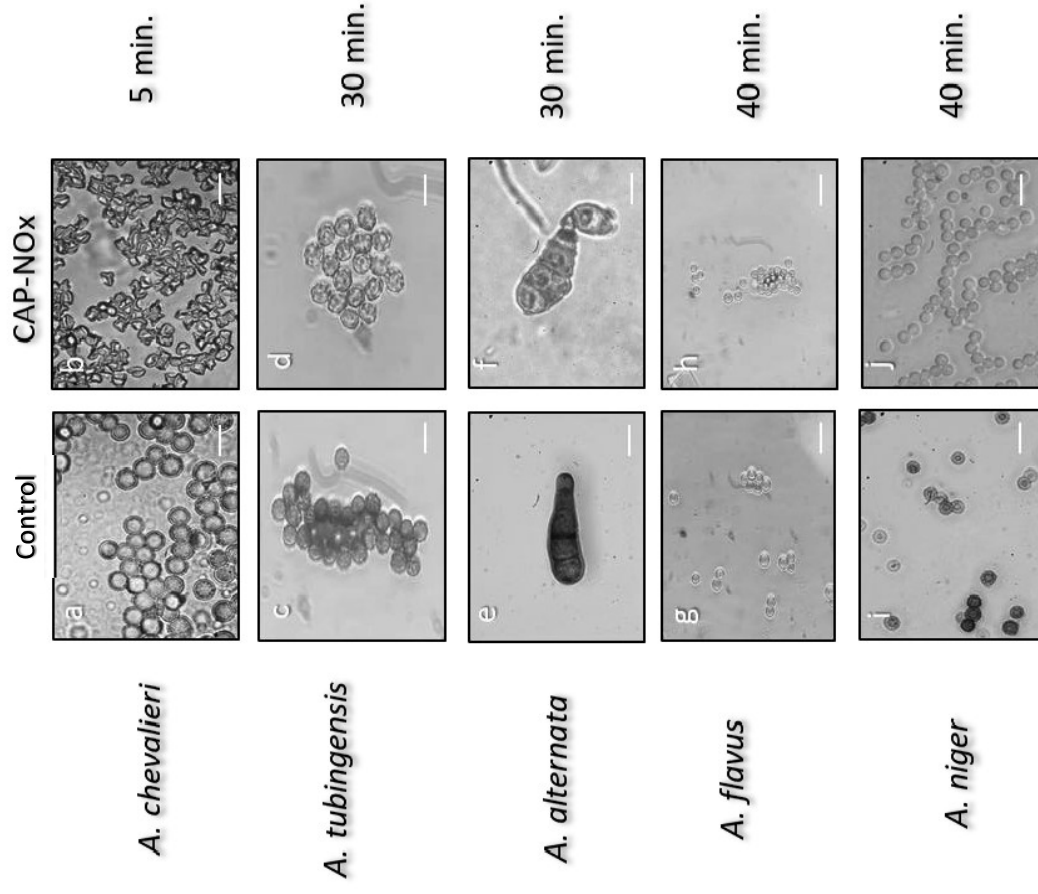 Control CAP-NOx
A. chevalieri a b 5 min.
A. tubingensis c d 30 min.
A. alternata e f 30 min.
A. flavus g h 40 min.
A. niger i j 40 min.